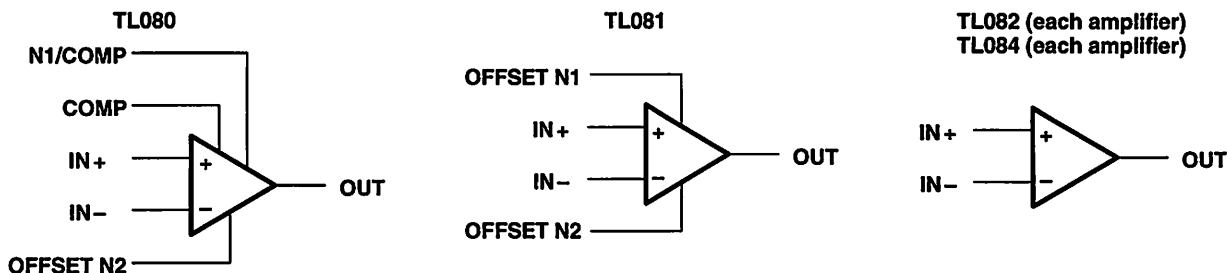 TL080
N1/COMP
COMP
IN+
+
IN−
−
OUT
OFFSET N2
TL081
OFFSET N1
IN+
+
IN−
−
OUT
OFFSET N2
TL082 (each amplifier)
TL084 (each amplifier)
IN+
+
IN−
−
OUT